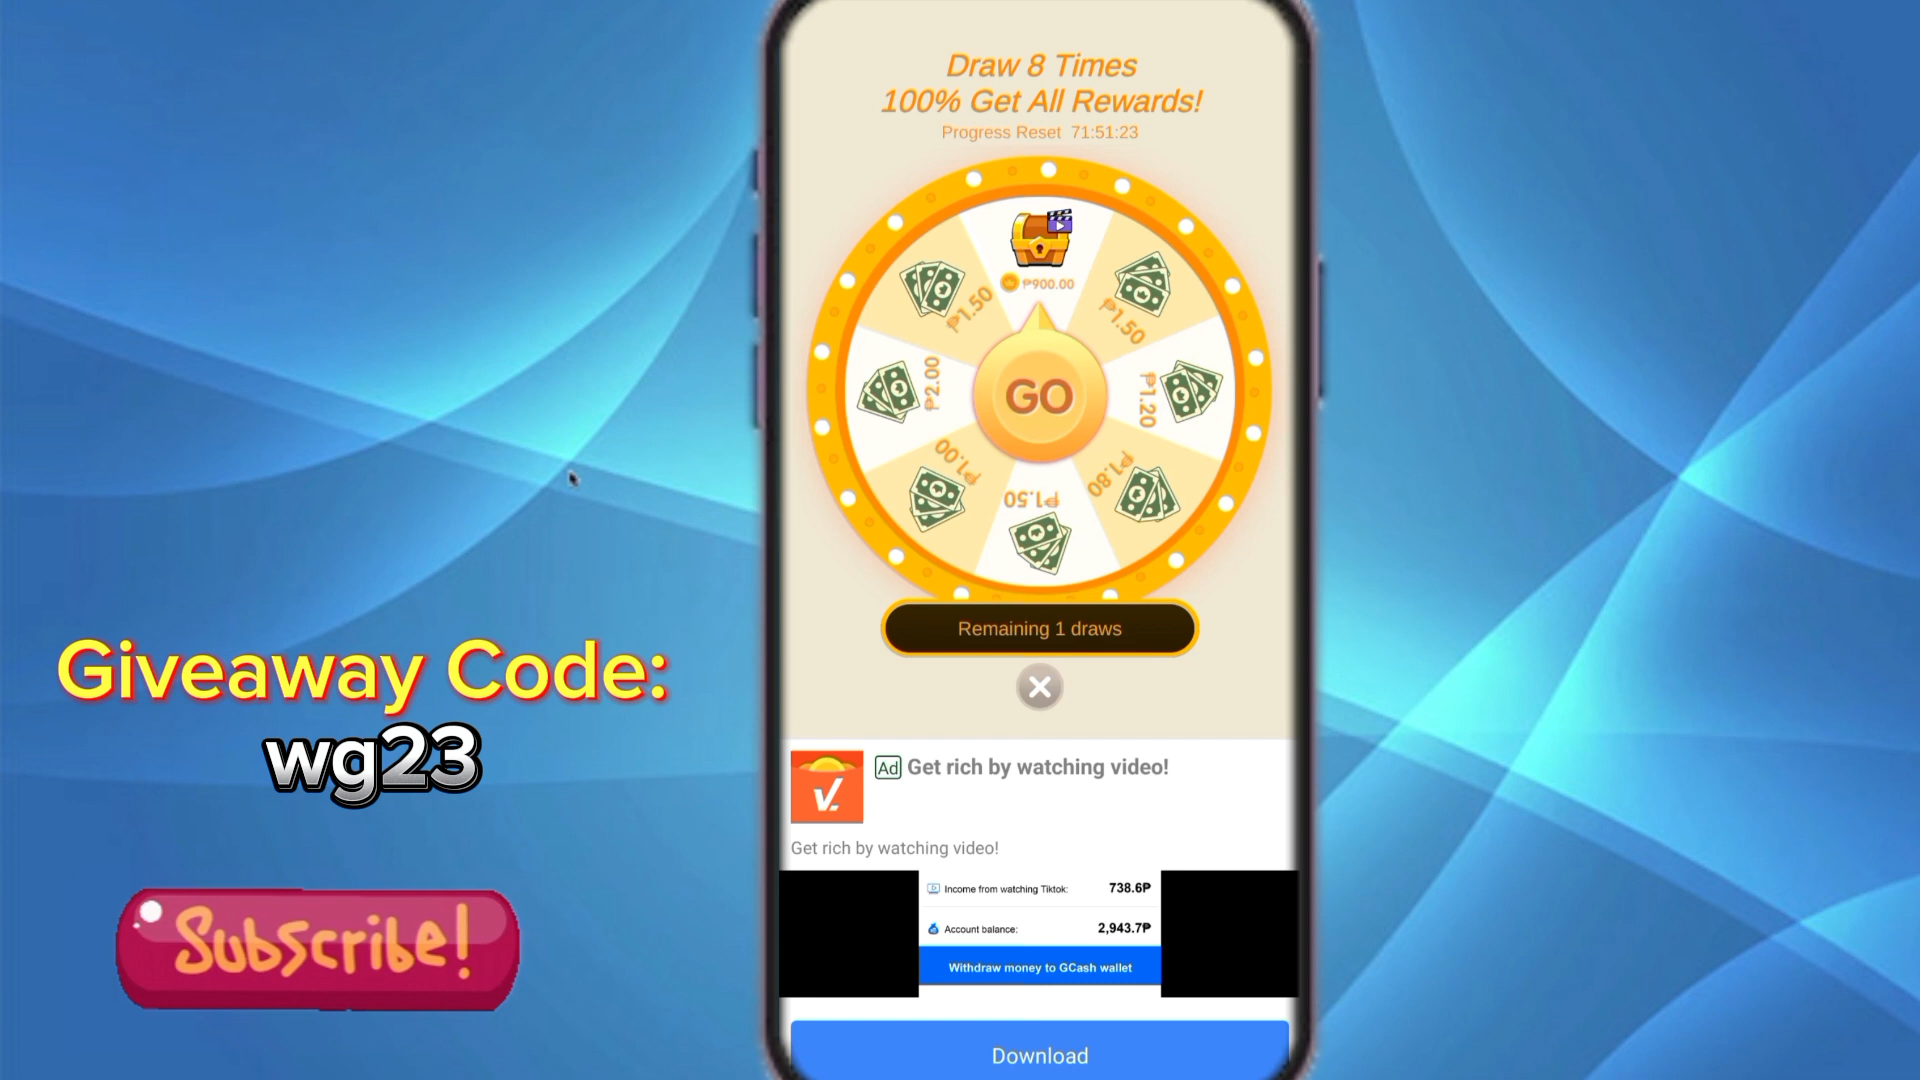 Draw 8 Times
100% Get All Rewards!
Progress Reset 71:51:23
₱900.00
₱1.50
₱1.50
₱2.00
₱1.20
₱1.00
₱1.80
₱1.50
GO
Remaining 1 draws
Giveaway Code:
wg23
Subscribe!
Ad Get rich by watching video!
Get rich by watching video!
Income from watching Tiktok: 738.6₱
Account balance: 2,943.7₱
Withdraw money to GCash wallet
Download